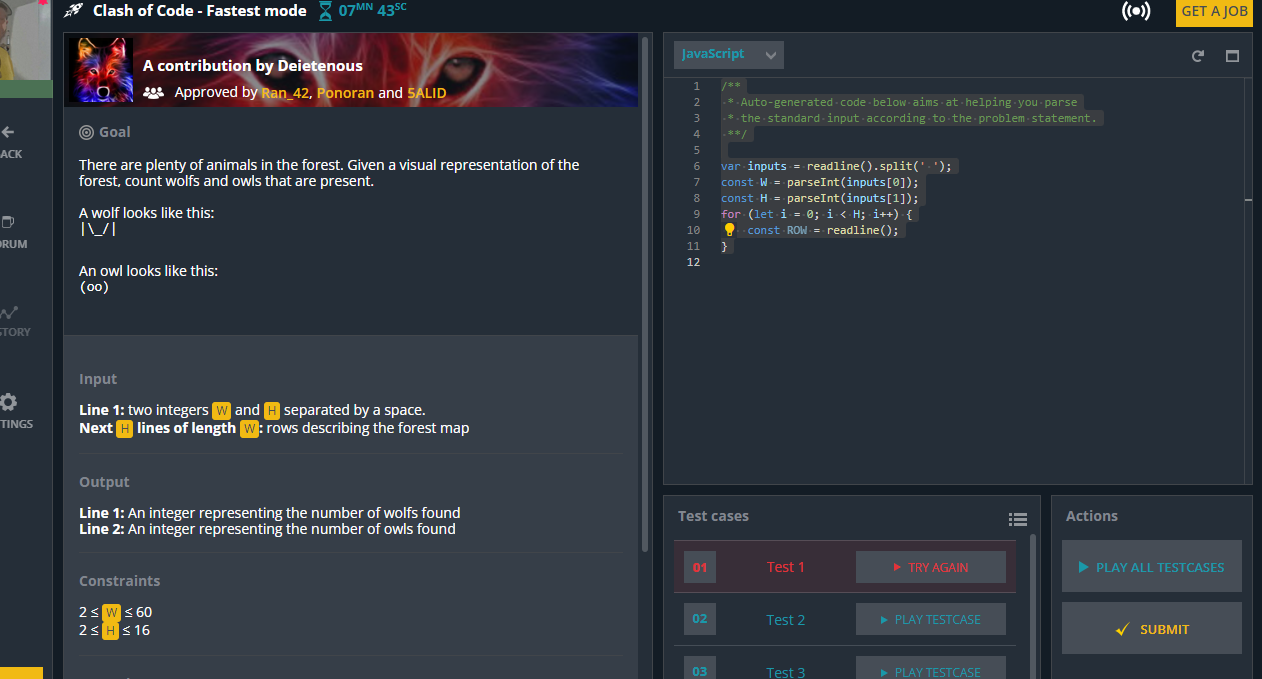 Clash of Code - Fastest mode 07MN 43SC
GET A JOB
A contribution by Deietenous
Approved by Ran_42, Ponoran and 5ALID
Goal
There are plenty of animals in the forest. Given a visual representation of the
forest, count wolfs and owls that are present.
A wolf looks like this:
|\_/|
An owl looks like this:
(oo)
Input
Line 1: two integers W and H separated by a space.
Next H lines of length W: rows describing the forest map
Output
Line 1: An integer representing the number of wolfs found
Line 2: An integer representing the number of owls found
Constraints
2 ≤ W ≤ 60
2 ≤ H ≤ 16
ACK
DRUM
STORY
TTINGS
JavaScript
1 /**
2 * Auto-generated code below aims at helping you parse
3 * the standard input according to the problem statement.
4 **/
5
6 var inputs = readline().split(' ');
7 const W = parseInt(inputs[0]);
8 const H = parseInt(inputs[1]);
9 for (let i = 0; i < H; i++) {
10 const ROW = readline();
11 }
12
Test cases
01 Test 1 TRY AGAIN
02 Test 2 PLAY TESTCASE
03 Test 3 PLAY TESTCASE
Actions
PLAY ALL TESTCASES
SUBMIT